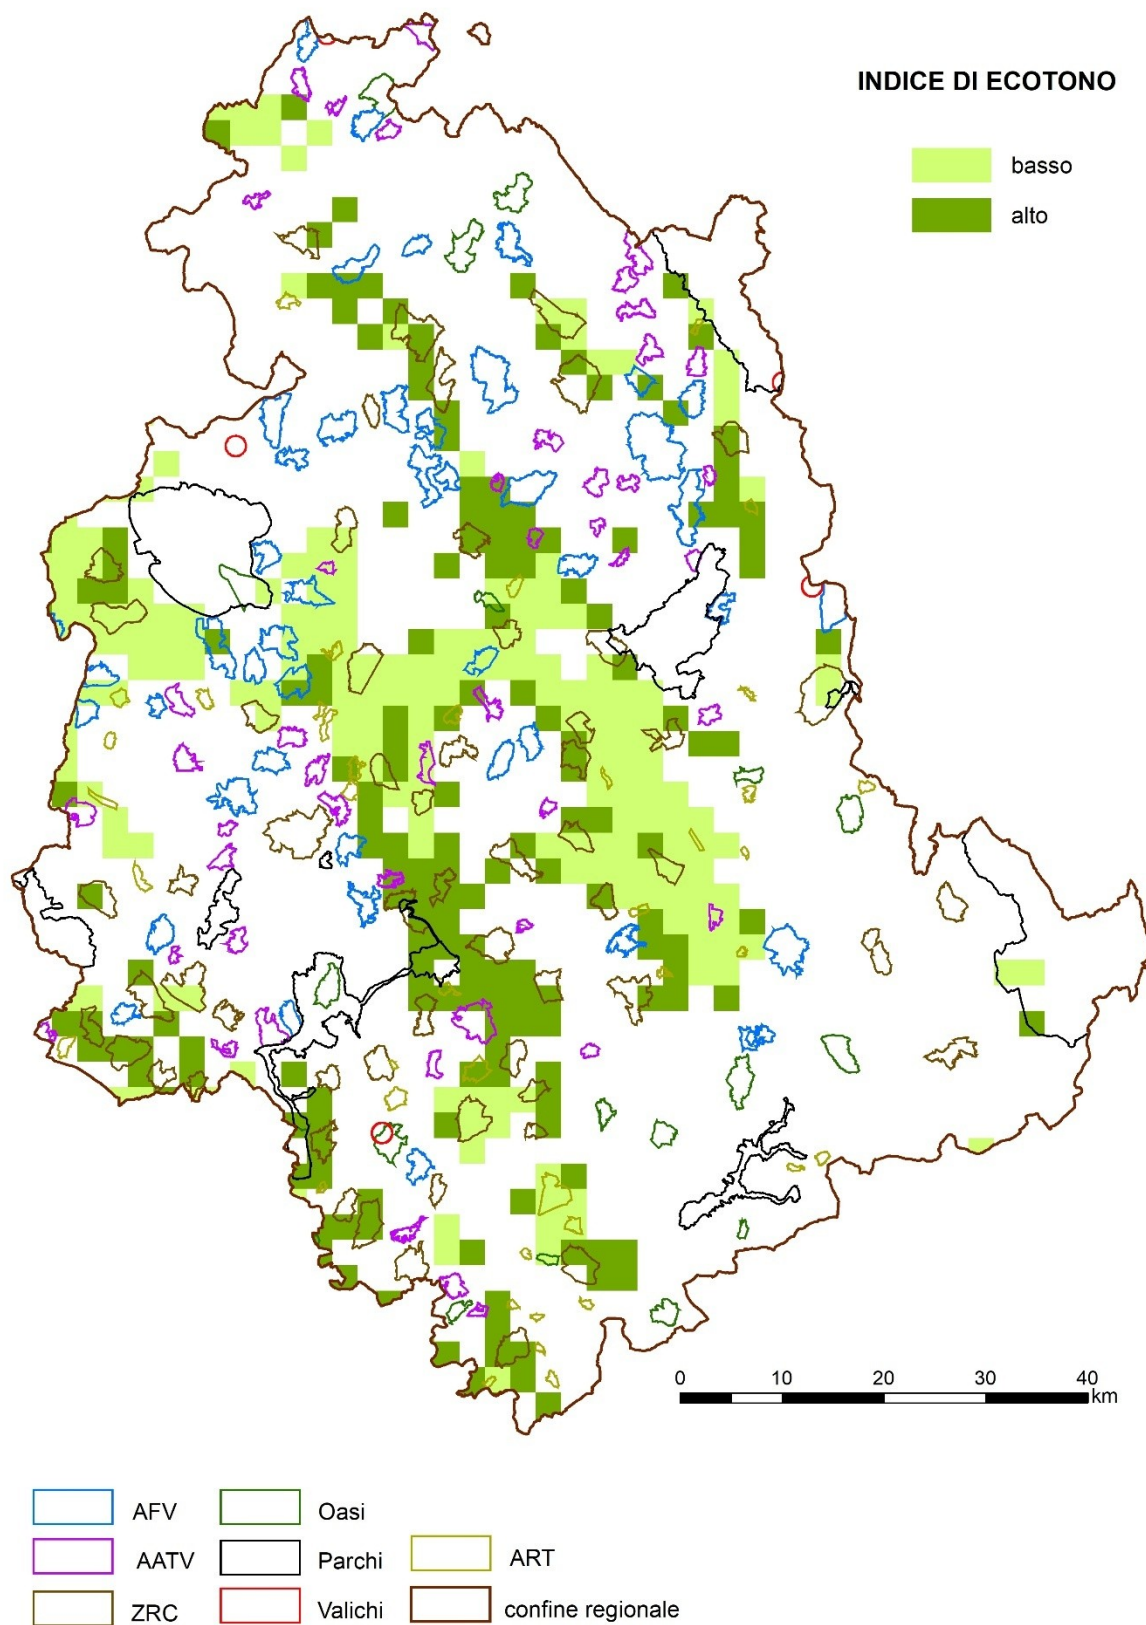 INDICE DI ECOTONO
basso
alto
0 10 20 30 40
km
AFV Oasi
AATV Parchi ART
ZRC Valichi confine regionale